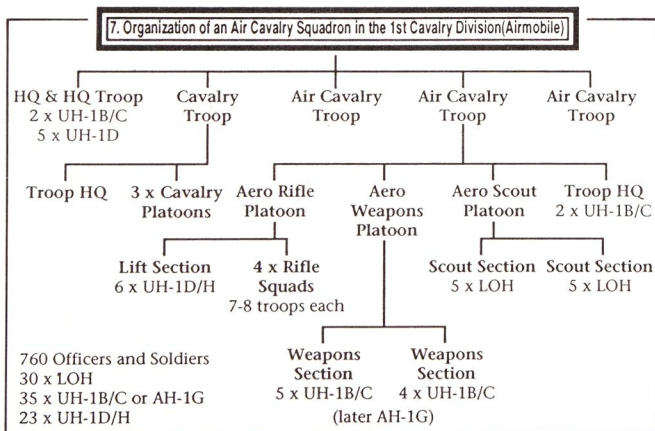 7. Organization of an Air Cavalry Squadron in the 1st Cavalry Division(Airmobile)
HQ & HQ Troop
2 x UH-1B/C
5 x UH-1D
Cavalry
Troop
Air Cavalry
Troop
Air Cavalry
Troop
Air Cavalry
Troop
Troop HQ
3 x Cavalry
Platoons
Aero Rifle
Platoon
Aero
Weapons
Platoon
Aero Scout
Platoon
Troop HQ
2 x UH-1B/C
Lift Section
6 x UH-1D/H
4 x Rifle
Squads
7-8 troops each
Scout Section
5 x LOH
Scout Section
5 x LOH
Weapons
Section
5 x UH-1B/C
Weapons
Section
4 x UH-1B/C
(later AH-1G)
760 Officers and Soldiers
30 x LOH
35 x UH-1B/C or AH-1G
23 x UH-1D/H